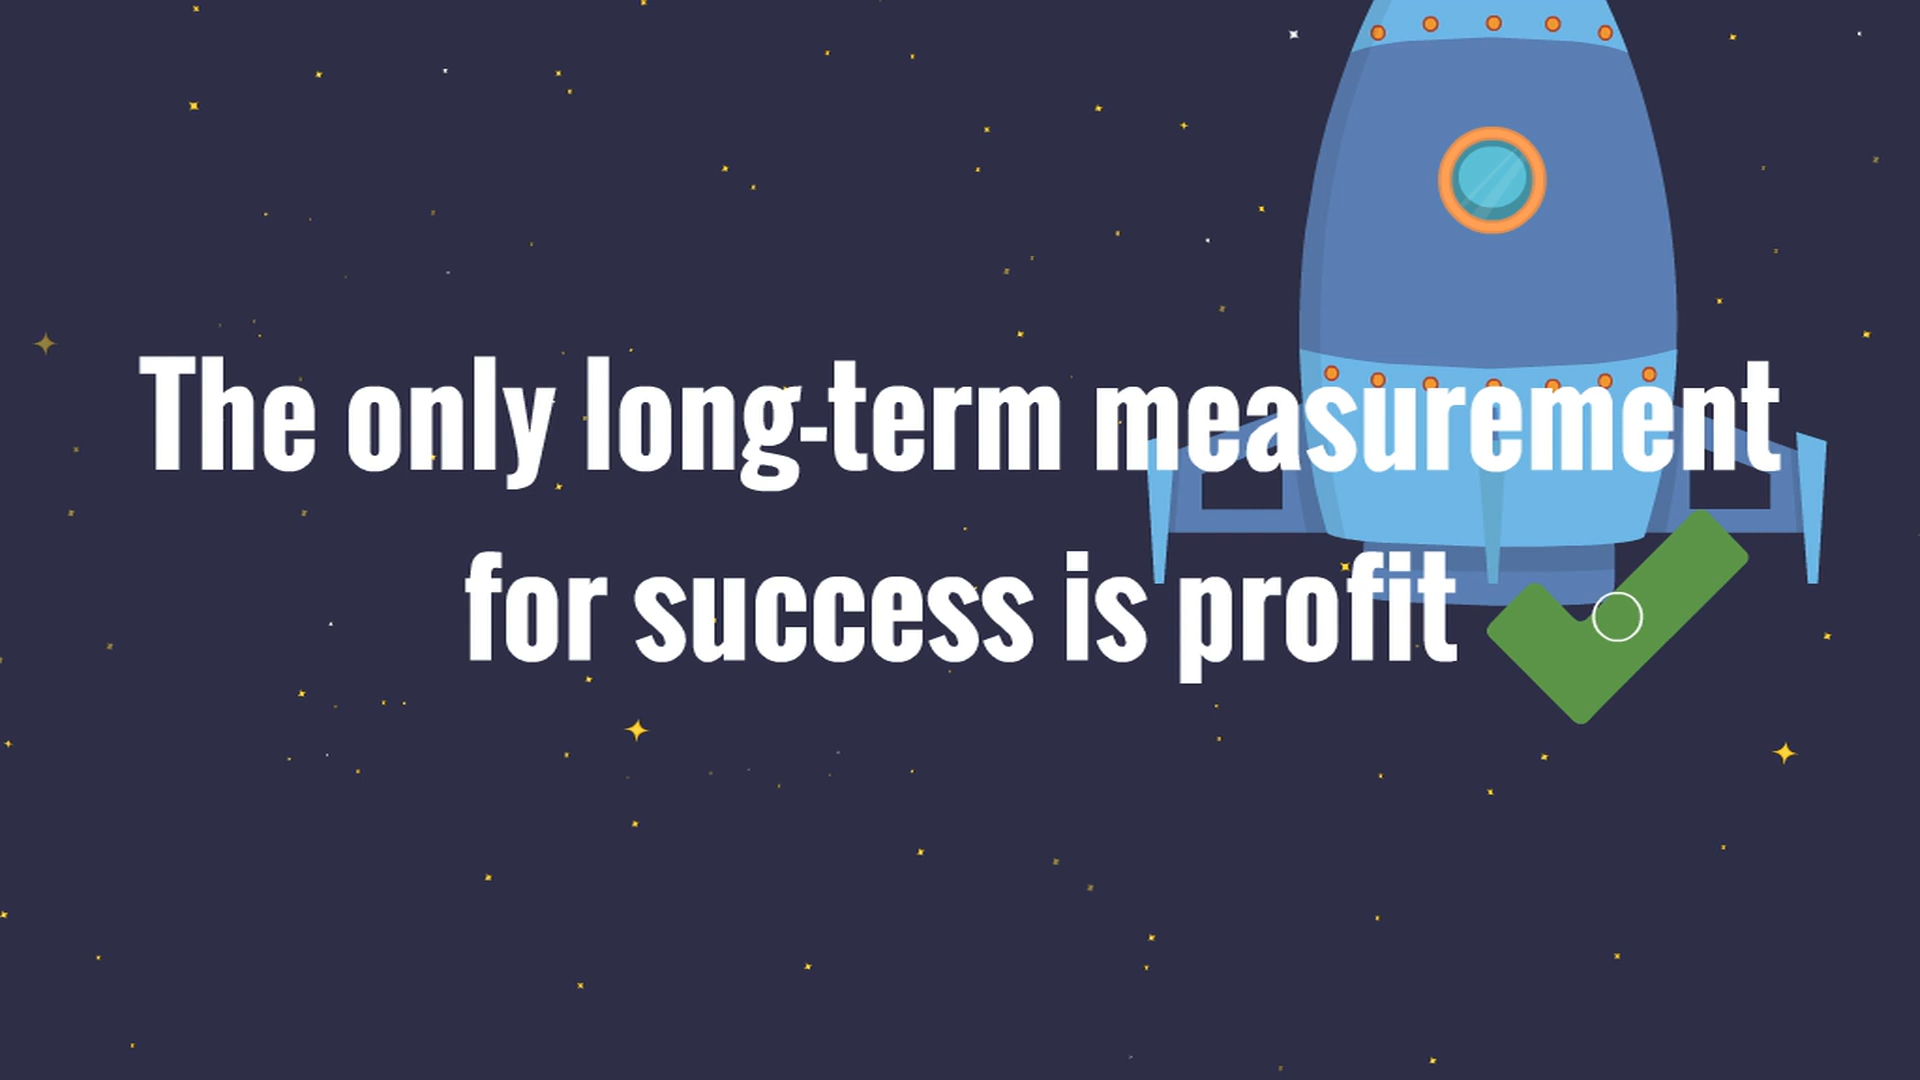 The only long-term measurement
for success is profit